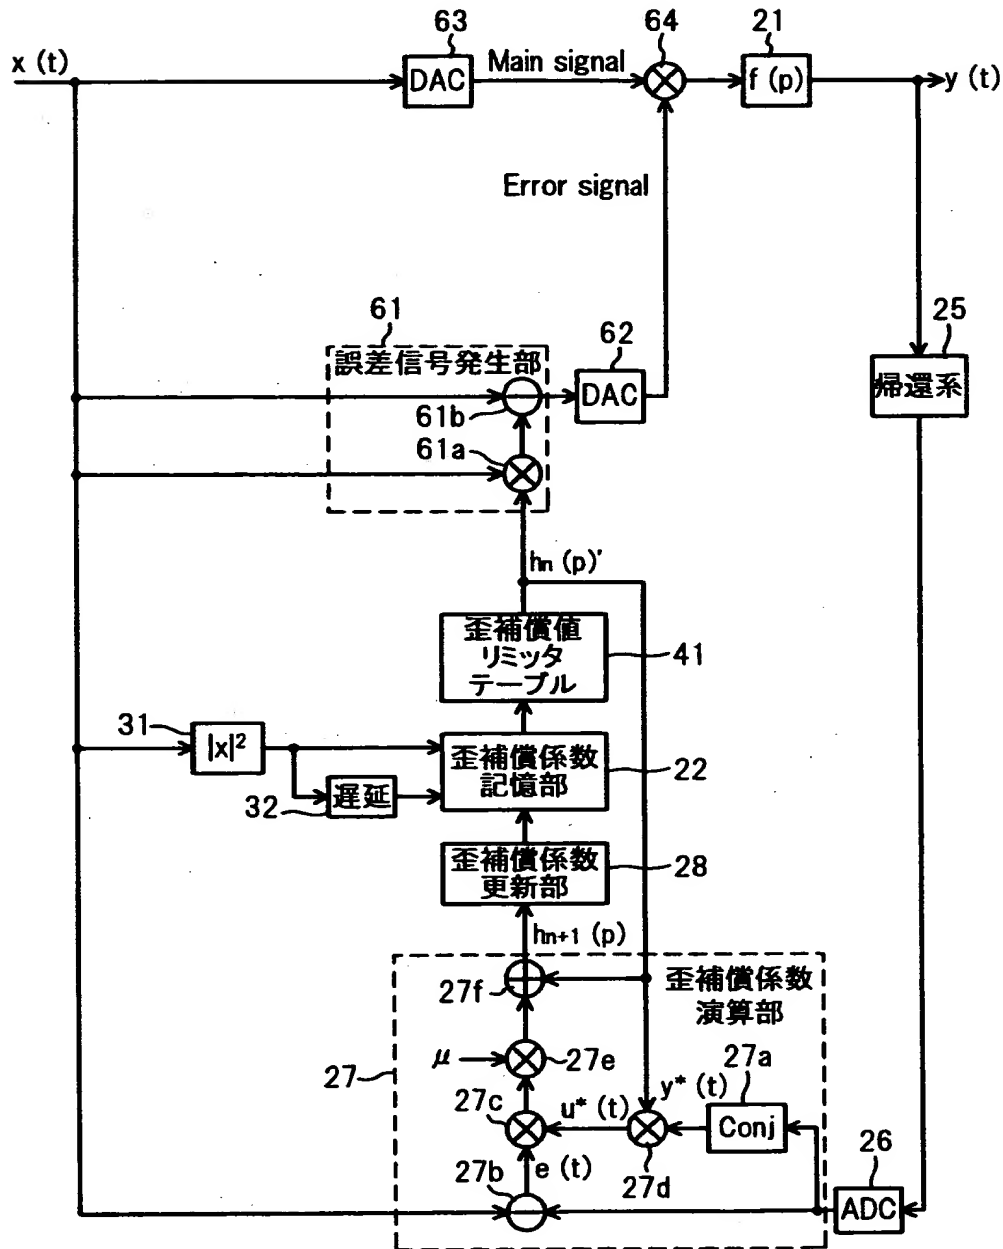 63
64
21
x (t)
DAC
Main signal
f (p)
y (t)
Error signal
61
62
25
誤差信号発生部
DAC
帰還系
61b
61a
hn (p)'
歪補償値
リミッタ
テーブル
41
31
|x|²
歪補償係数
記憶部
22
32
遅延
歪補償係数
更新部
28
hn+1 (p)
27f
歪補償係数
演算部
27
μ
27e
27a
27c
u* (t)
y* (t)
Conj
27b
e (t)
27d
26
ADC